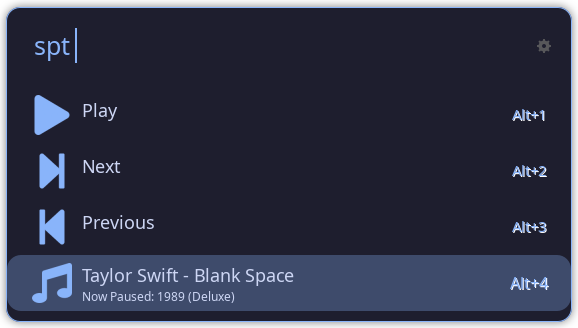 spt
Play
Alt+1
Next
Alt+2
Previous
Alt+3
Taylor Swift - Blank Space
Now Paused: 1989 (Deluxe)
Alt+4